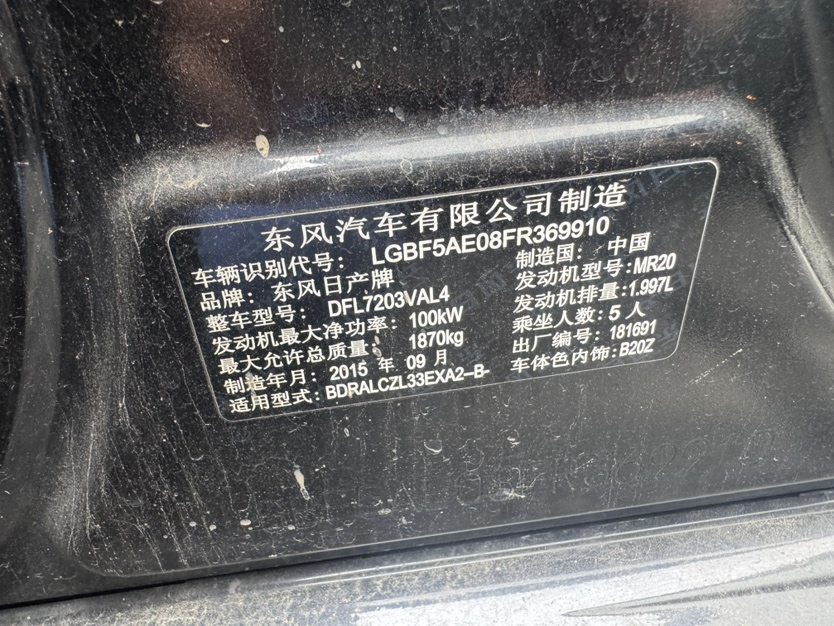 东风汽车有限公司制造
车辆识别代号: LGBF5AE08FR369910
品牌: 东风日产牌 制造国: 中国
整车型号: DFL7203VAL4 发动机型号:MR20
发动机最大净功率: 100kW 发动机排量:1.997L
最大允许总质量: 1870kg 乘坐人数:5 人
制造年月: 2015 年 09 月 出厂编号: 181691
适用型式: BDRALCZL33EXA2-B- 车体色内饰:B20Z